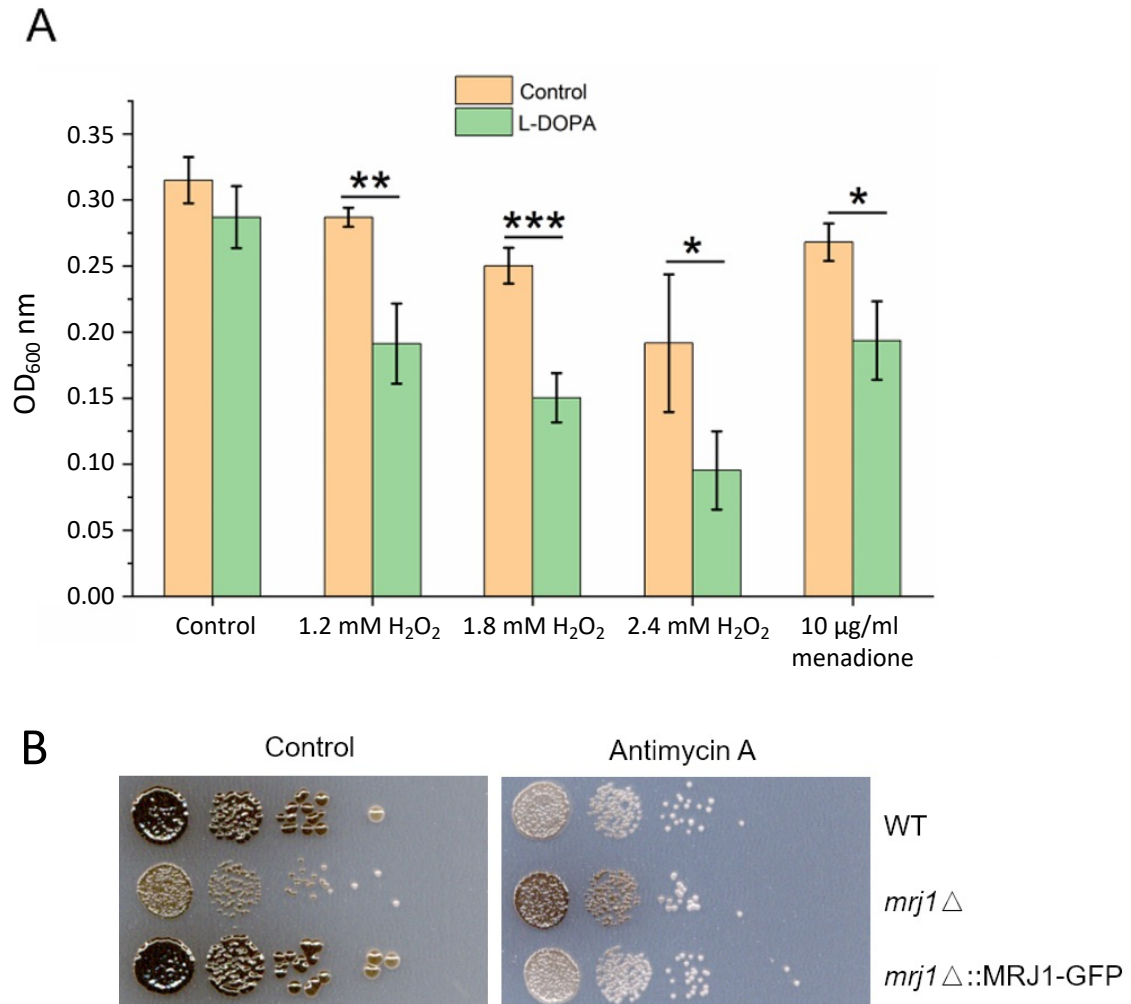 A
Control
L-DOPA
**
***
*
*
0.35
0.30
0.25
0.20
0.15
0.10
0.05
0.00
OD₆₀₀ nm
Control
1.2 mM H₂O₂
1.8 mM H₂O₂
2.4 mM H₂O₂
10 µg/ml
menadione
B
Control
Antimycin A
WT
mrj1△
mrj1△::MRJ1-GFP